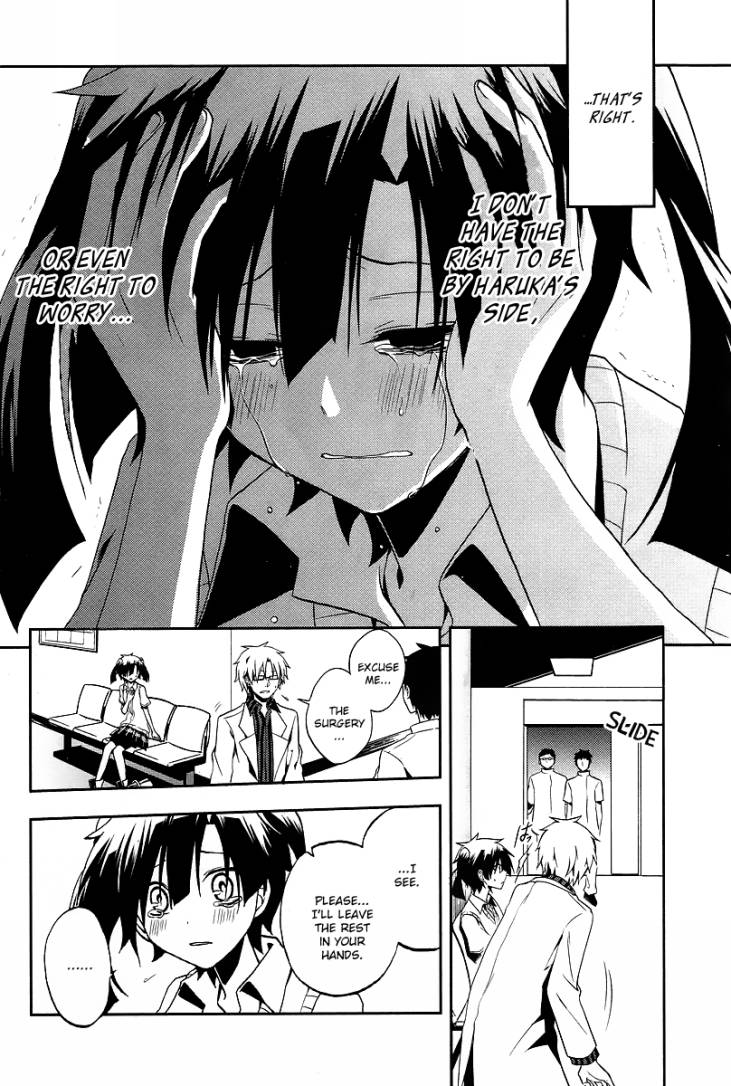 ...THAT'S
RIGHT.
I DON'T
HAVE THE
RIGHT TO BE
BY HARUKA'S
SIDE,
OR EVEN
THE RIGHT TO
WORRY...
SLIDE
EXCUSE
ME...
THE
SURGERY
...
...I
SEE.
PLEASE...
I'LL LEAVE
THE REST
IN YOUR
HANDS.
......